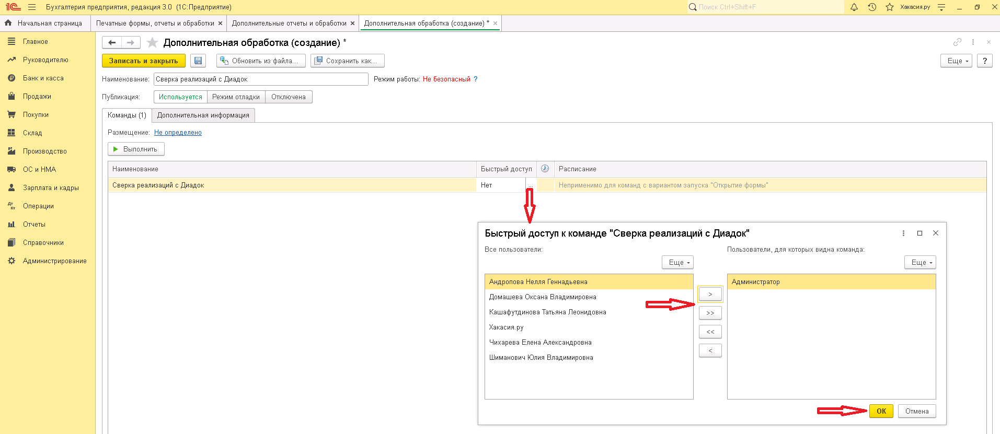 1С Бухгалтерия предприятия, редакция 3.0 (1С:Предприятие) Поиск Ctrl+Shift+F Хакасия.ру
Начальная страница Печатные формы, отчеты и обработки × Дополнительные отчеты и обработки × Дополнительная обработка (создание) * ×
Главное
Руководителю
Банк и касса
Продажи
Покупки
Склад
Производство
ОС и НМА
Зарплата и кадры
Дт Кт Операции
Отчеты
Справочники
Администрирование
Дополнительная обработка (создание) *
Записать и закрыть Обновить из файла... Сохранить как... Еще ?
Наименование: Сверка реализаций с Диадок Режим работы: Не безопасный ?
Публикация: Используется Режим отладки Отключена
Команды (1) Дополнительная информация
Размещение: Не определено
Выполнить
Наименование Быстрый доступ Расписание
Сверка реализаций с Диадок Нет ... Неприменимо для команд с вариантом запуска "Открытие формы"
Быстрый доступ к команде "Сверка реализаций с Диадок"
Все пользователи: Пользователи, для которых видна команда:
Еще Еще
Андропова Нелля Геннадьевна
Домашева Оксана Владимировна
Кашафутдинова Татьяна Леонидовна
Хакасия.ру
Чихарева Елена Александровна
Шиманович Юлия Владимировна
>
>>
<<
<
Администратор
ОК Отмена